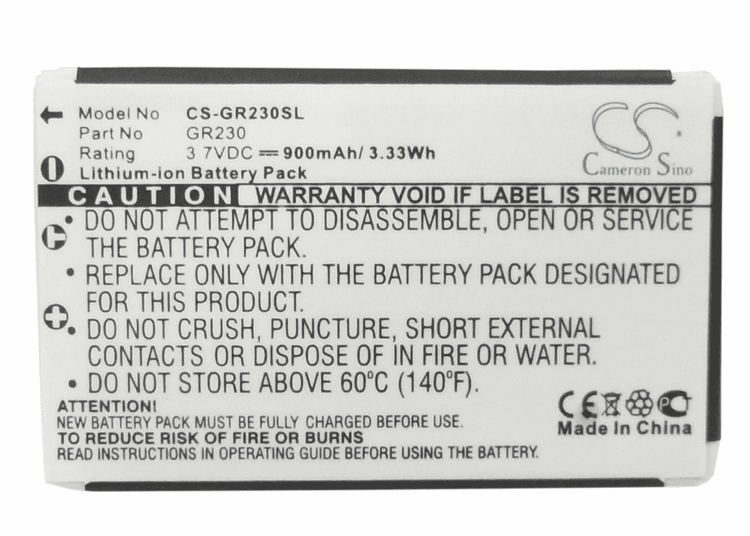 Model No CS-GR230SL
Part No GR230
Rating 3 7VDC 900mAh/ 3.33Wh
Lithium-ion Battery Pack
Cameron Sino
CAUTION WARRANTY VOID IF LABEL IS REMOVED
• DO NOT ATTEMPT TO DISASSEMBLE, OPEN OR SERVICE
THE BATTERY PACK.
• REPLACE ONLY WITH THE BATTERY PACK DESIGNATED
FOR THIS PRODUCT.
• DO NOT CRUSH, PUNCTURE, SHORT EXTERNAL
CONTACTS OR DISPOSE OF IN FIRE OR WATER.
• DO NOT STORE ABOVE 60°C (140°F).
ATTENTION!
NEW BATTERY PACK MUST BE FULLY CHARGED BEFORE USE.
TO REDUCE RISK OF FIRE OR BURNS
READ INSTRUCTIONS IN OPERATING GUIDE BEFORE USING BATTERY PACK.
CE
Made In China